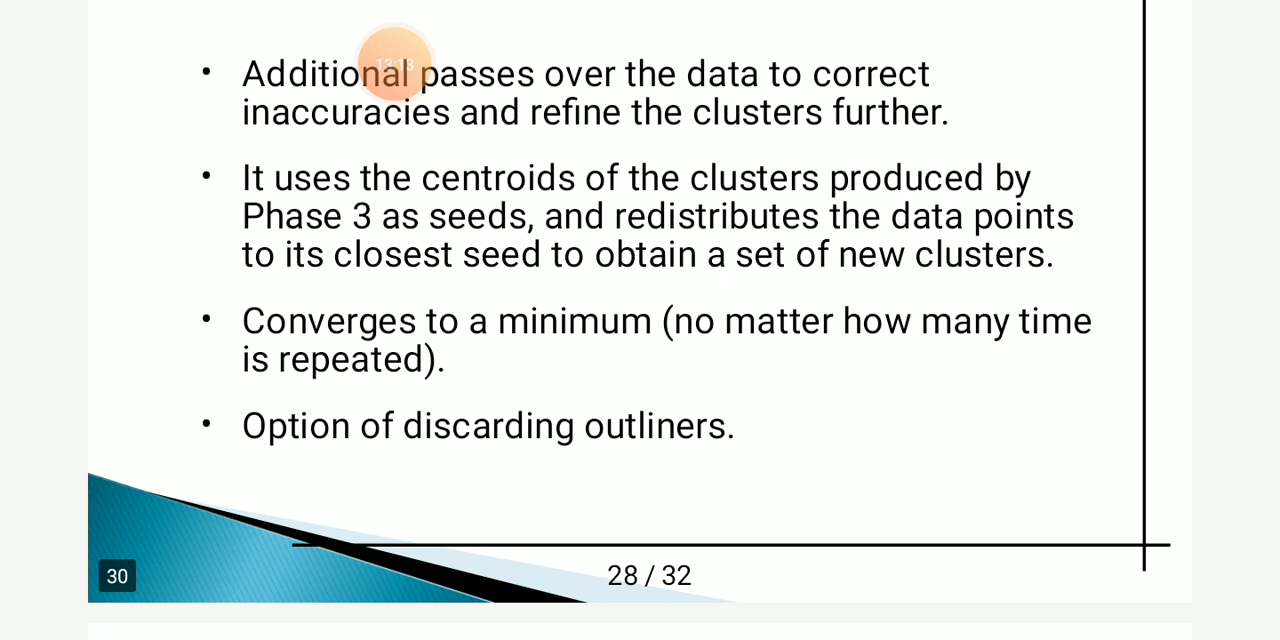 • Additional passes over the data to correct
inaccuracies and refine the clusters further.
• It uses the centroids of the clusters produced by
Phase 3 as seeds, and redistributes the data points
to its closest seed to obtain a set of new clusters.
• Converges to a minimum (no matter how many time
is repeated).
• Option of discarding outliners.
30
28 / 32